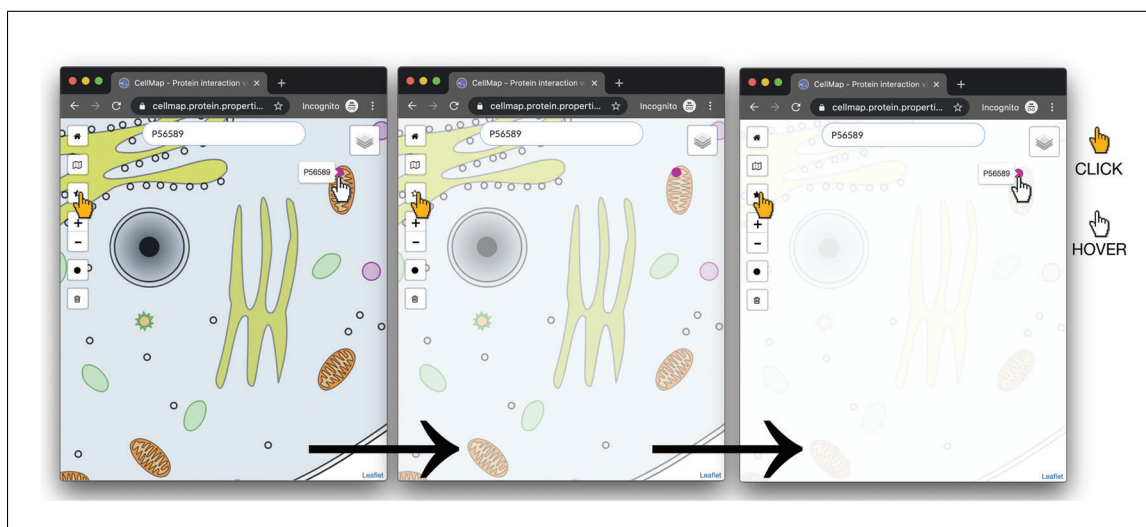 CellMap - Protein interaction v
cellmap.protein.properti... Incognito
P56589
P56589
Leaflet
CellMap - Protein interaction v
cellmap.protein.properti... Incognito
P56589
Leaflet
CellMap - Protein interaction v
cellmap.protein.properti... Incognito
P56589
P56589
Leaflet
CLICK
HOVER